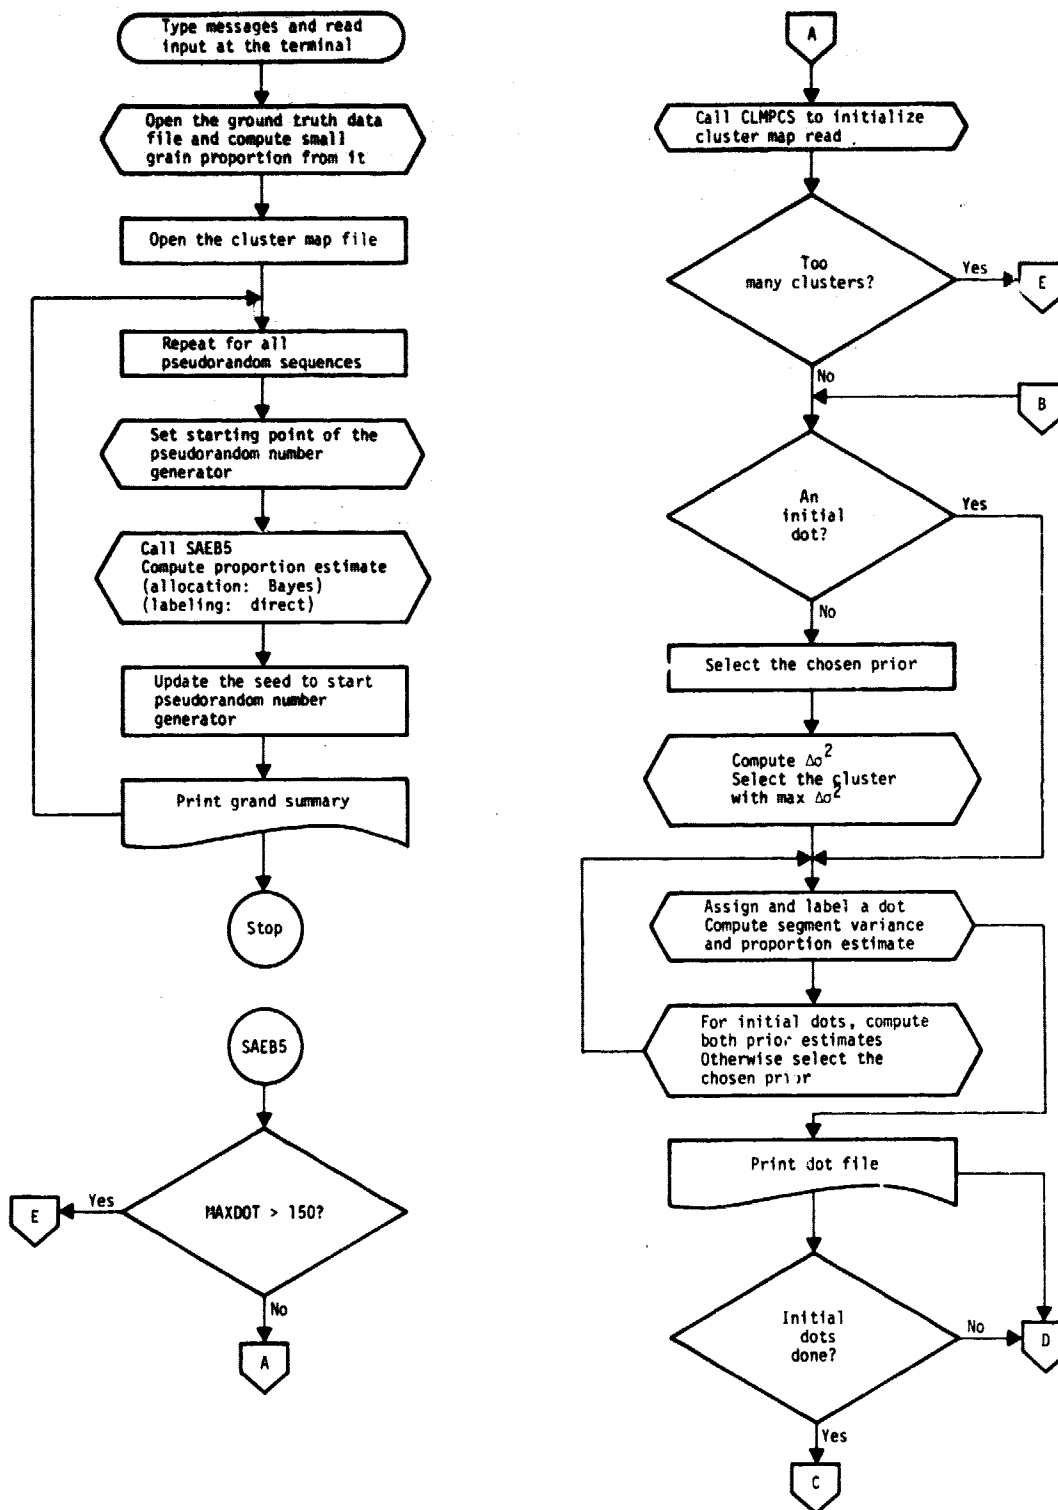 Type messages and read
input at the terminal
Open the ground truth data
file and compute small
grain proportion from it
Open the cluster map file
Repeat for all
pseudorandom sequences
Set starting point of the
pseudorandom number
generator
Call SAEB5
Compute proportion estimate
(allocation: Bayes)
(labeling: direct)
Update the seed to start
pseudorandom number
generator
Print grand summary
Stop
SAEB5
MAXDOT > 150?
Yes
E
No
A
A
Call CLMPCS to initialize
cluster map read
Too
many clusters?
Yes
E
No
B
An
initial
dot?
Yes
No
Select the chosen prior
Compute Δσ²
Select the cluster
with max Δσ²
Assign and label a dot
Compute segment variance
and proportion estimate
For initial dots, compute
both prior estimates
Otherwise select the
chosen prior
Print dot file
Initial
dots
done?
No
D
Yes
C